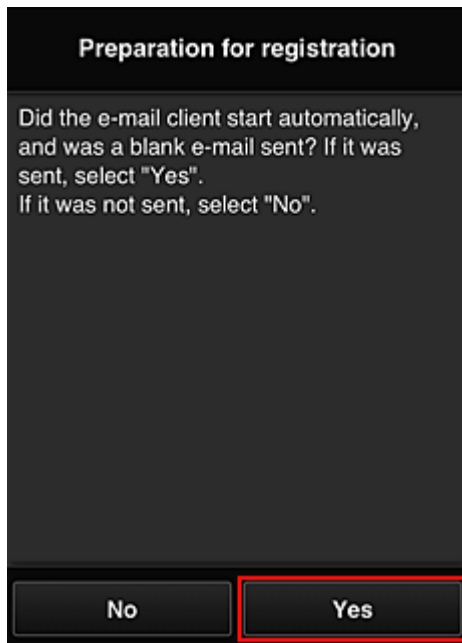 Preparation for registration
Did the e-mail client start automatically,
and was a blank e-mail sent? If it was
sent, select "Yes".
If it was not sent, select "No".
No
Yes